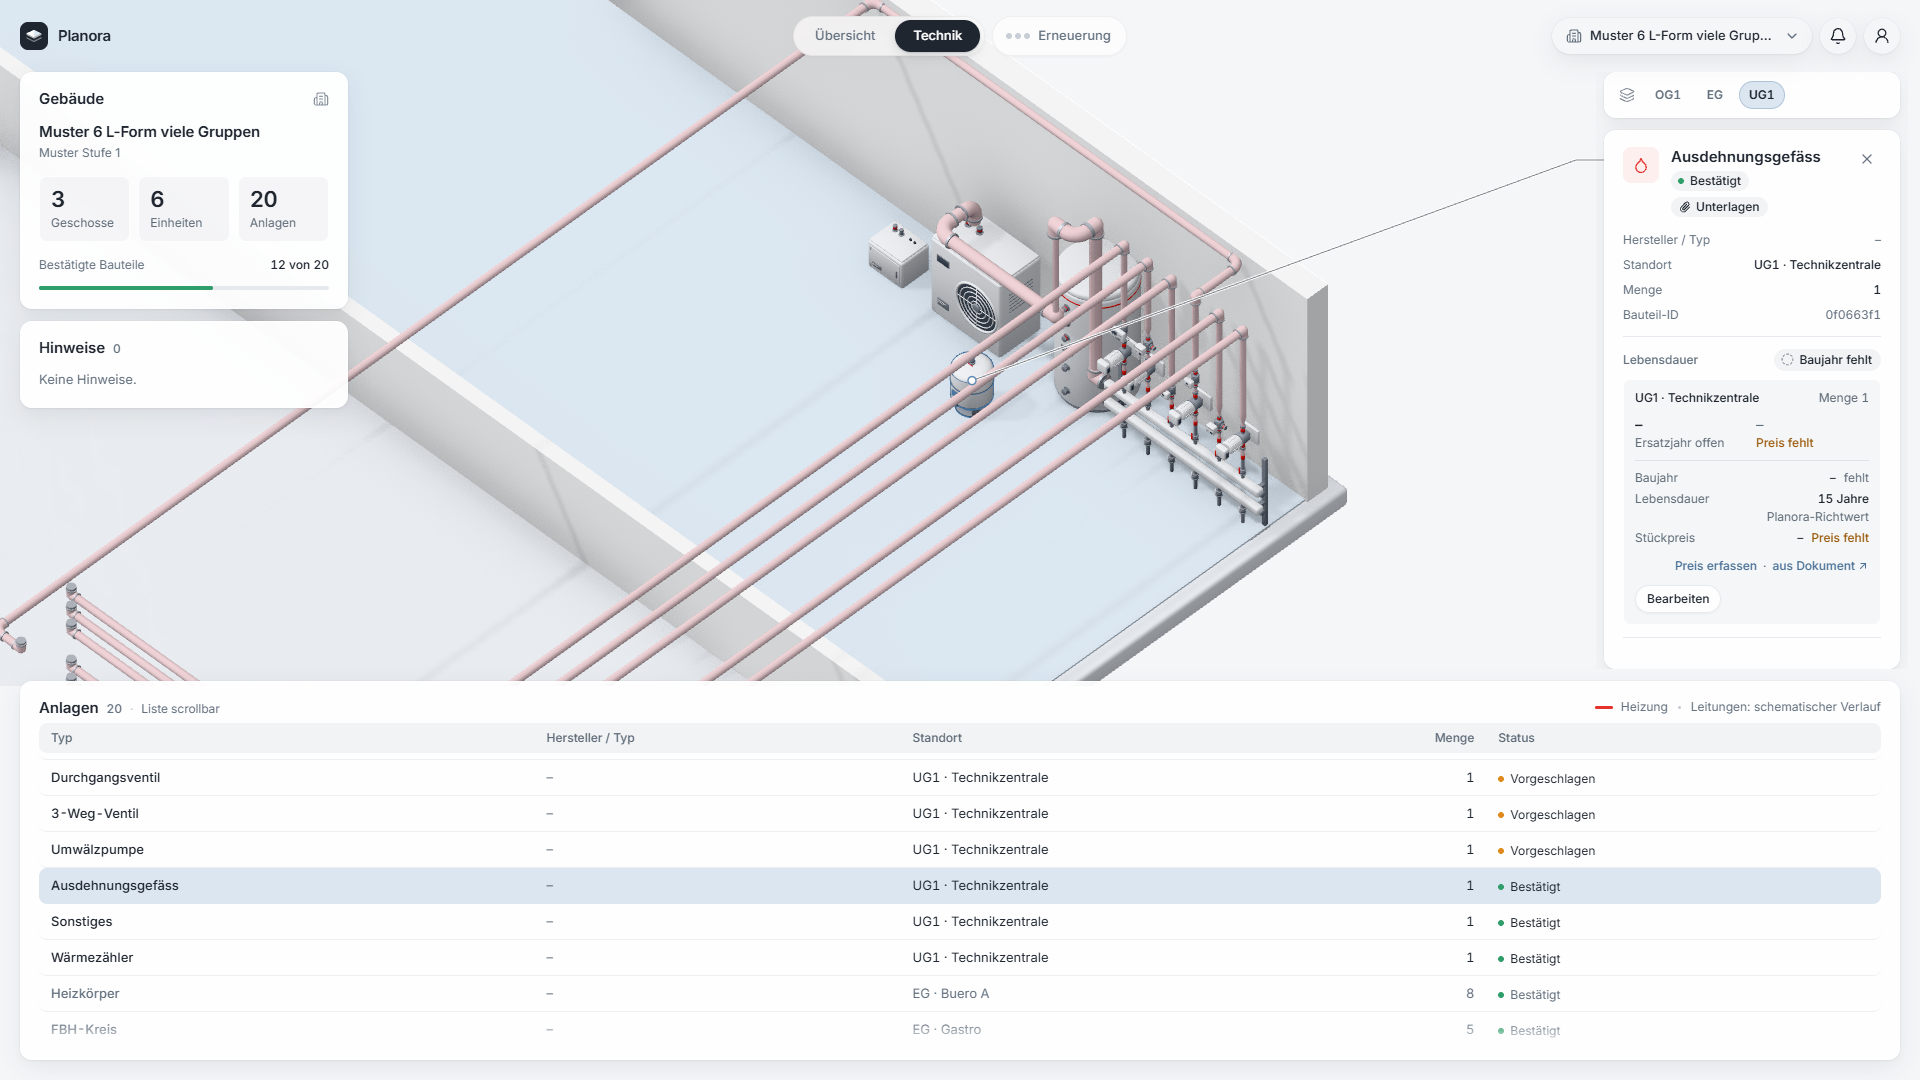 Planora
Übersicht
Technik
Erneuerung
Muster 6 L-Form viele Grup...
Gebäude
Muster 6 L-Form viele Gruppen
Muster Stufe 1
3
Geschosse
6
Einheiten
20
Anlagen
Bestätigte Bauteile 12 von 20
Hinweise 0
Keine Hinweise.
OG1 EG UG1
Ausdehnungsgefäss
Bestätigt
Unterlagen
Hersteller / Typ –
Standort UG1 · Technikzentrale
Menge 1
Bauteil-ID 0f0663f1
Lebensdauer Baujahr fehlt
UG1 · Technikzentrale Menge 1
– –
Ersatzjahr offen Preis fehlt
Baujahr – fehlt
Lebensdauer 15 Jahre
Planora-Richtwert
Stückpreis – Preis fehlt
Preis erfassen · aus Dokument ↗
Bearbeiten
Anlagen 20 · Liste scrollbar
Heizung • Leitungen: schematischer Verlauf
Typ Hersteller / Typ Standort Menge Status
Durchgangsventil – UG1 · Technikzentrale 1 Vorgeschlagen
3-Weg-Ventil – UG1 · Technikzentrale 1 Vorgeschlagen
Umwälzpumpe – UG1 · Technikzentrale 1 Vorgeschlagen
Ausdehnungsgefäss – UG1 · Technikzentrale 1 Bestätigt
Sonstiges – UG1 · Technikzentrale 1 Bestätigt
Wärmezähler – UG1 · Technikzentrale 1 Bestätigt
Heizkörper – EG · Buero A 8 Bestätigt
FBH-Kreis – EG · Gastro 5 Bestätigt